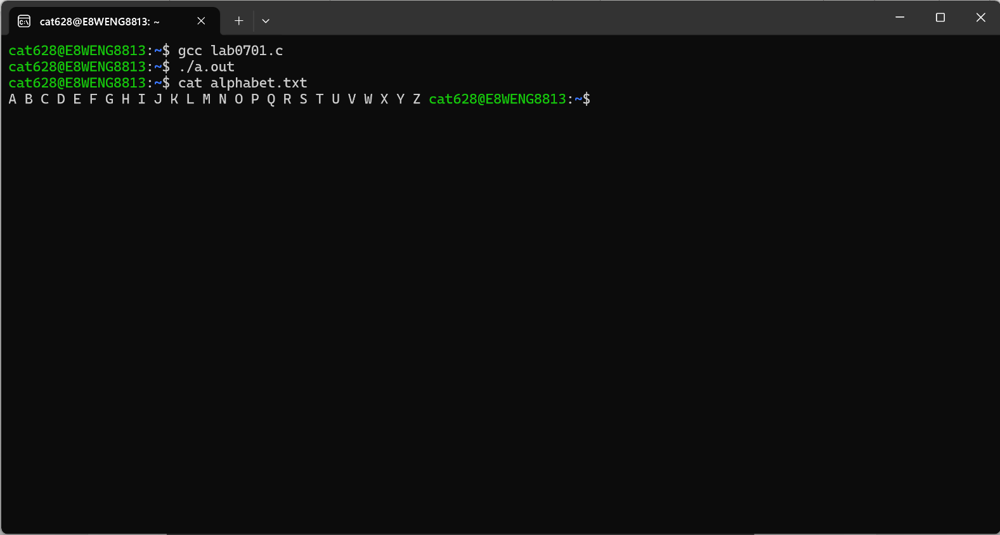 cat628@E8WENG8813: ~
cat628@E8WENG8813:~$ gcc lab0701.c
cat628@E8WENG8813:~$ ./a.out
cat628@E8WENG8813:~$ cat alphabet.txt
A B C D E F G H I J K L M N O P Q R S T U V W X Y Z cat628@E8WENG8813:~$